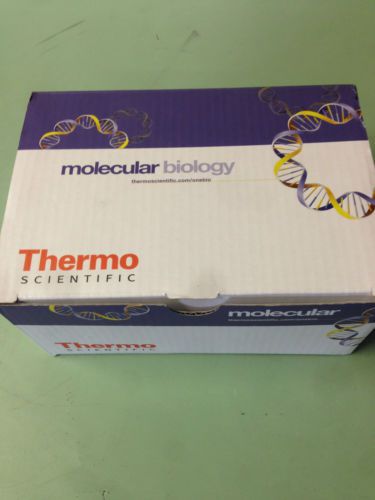 molecular biology
thermoscientific.com/onebio
Thermo
SCIENTIFIC
molecular
Thermo
SCIENTIFIC